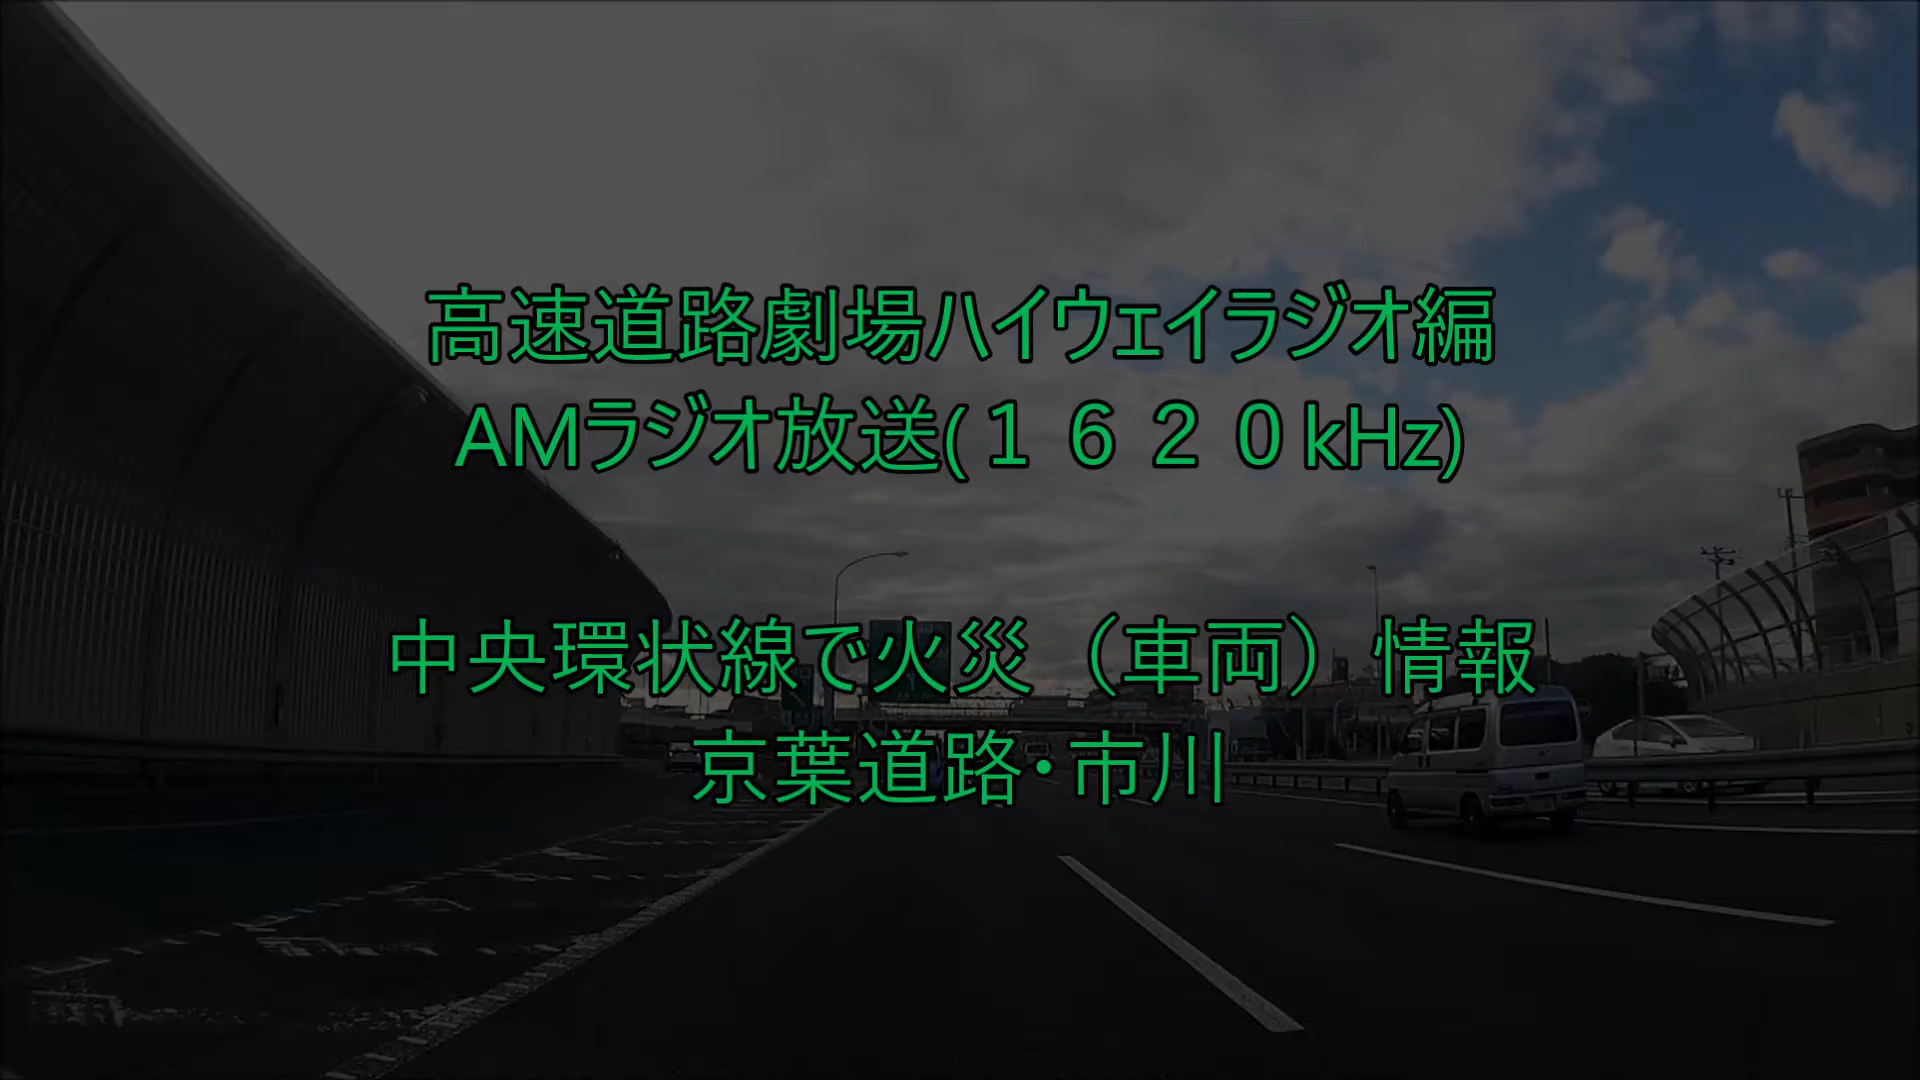 高速道路劇場ハイウェイラジオ編
AMラジオ放送(１６２０kHz)
中央環状線で火災（車両）情報
京葉道路･市川